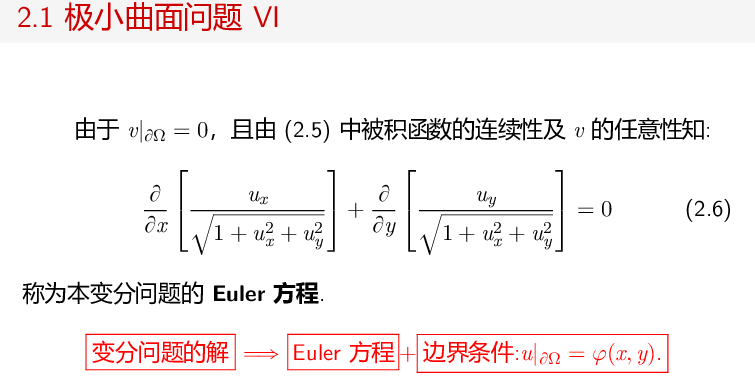 2.1 极小曲面问题 VI
由于 $v|_{\partial\Omega} = 0$，且由 (2.5) 中被积函数的连续性及 $v$ 的任意性知:
$$\frac{\partial}{\partial x}\left[\frac{u_x}{\sqrt{1+u_x^2+u_y^2}}\right]+\frac{\partial}{\partial y}\left[\frac{u_y}{\sqrt{1+u_x^2+u_y^2}}\right]=0 \quad (2.6)$$
称为本变分问题的 Euler 方程.
变分问题的解 $\Longrightarrow$ Euler 方程+边界条件:$u|_{\partial\Omega} = \varphi(x, y).$